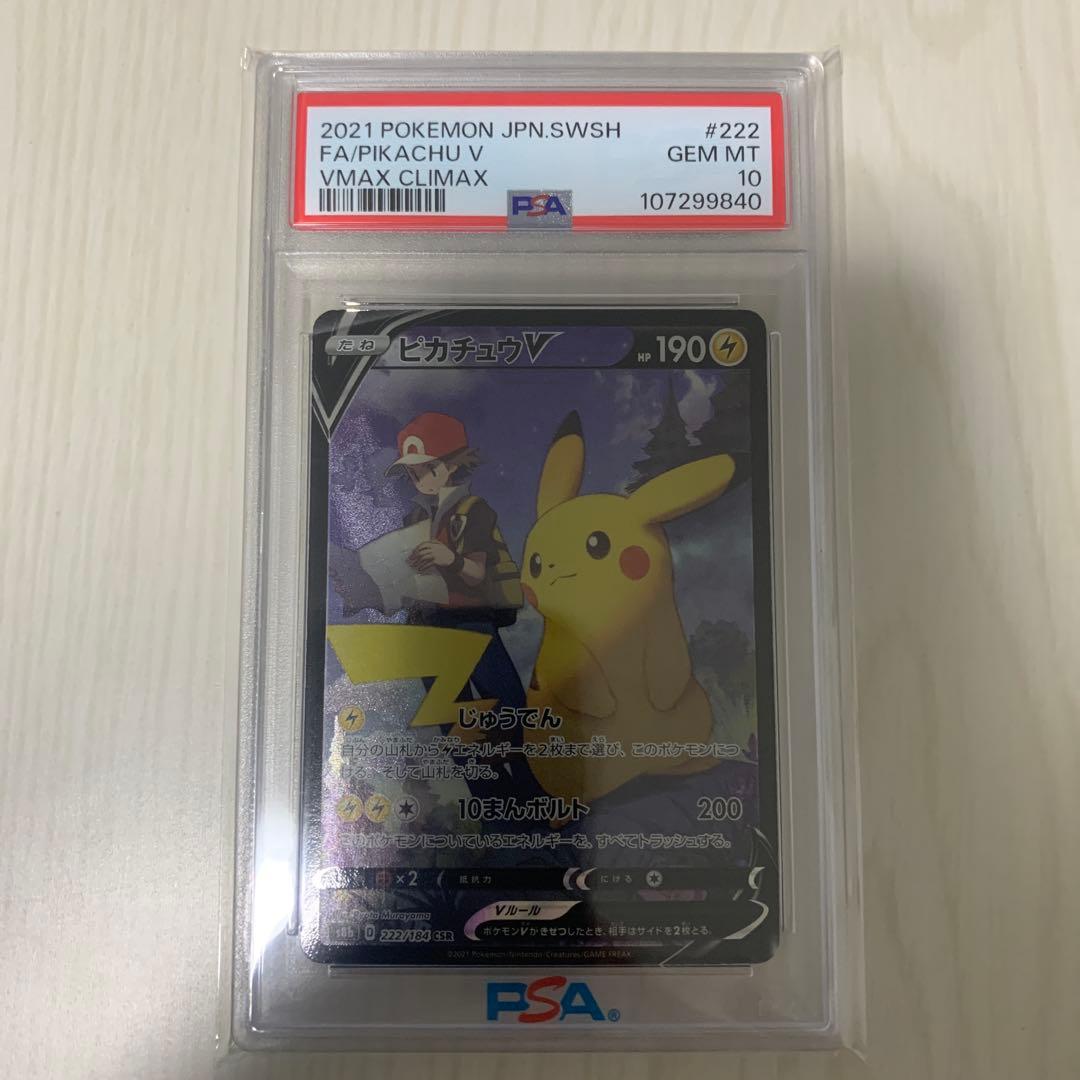 2021 POKEMON JPN.SWSH #222
FA/PIKACHU V GEM MT
VMAX CLIMAX 10
PSA 107299840
たね ピカチュウV HP 190
じゅうでん
自分の山札からエネルギーを2枚まで選び、このポケモンにつ
ける。そして山札を切る。
10まんボルト 200
このポケモンについているエネルギーを、すべてトラッシュする。
×2 抵抗力 にげる
Ryota Murayama
Vルール
ポケモンVがきぜつしたとき、相手はサイドを2枚とる。
s8b D 222/184 CSR
©2021 Pokémon/Nintendo/Creatures/GAME FREAK
PSA®